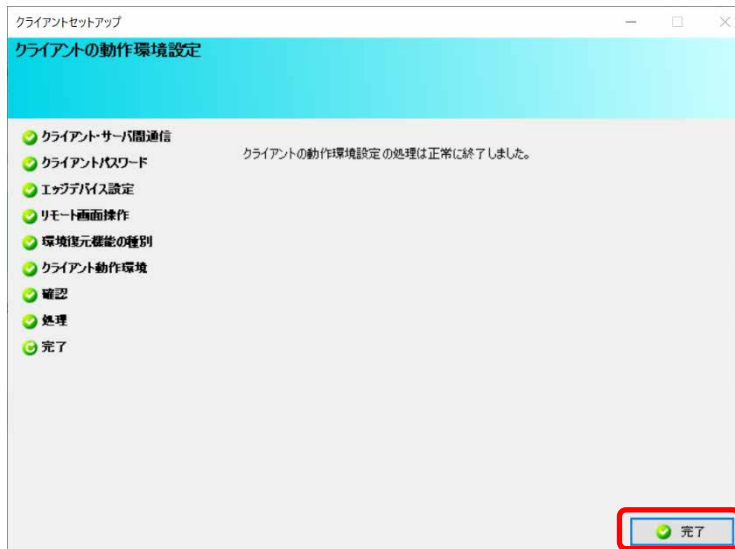 クライアントセットアップ
クライアントの動作環境設定
クライアント・サーバ間通信
クライアントパスワード
エッジデバイス設定
リモート画面操作
環境復元機能の種別
クライアント動作環境
確認
処理
完了
クライアントの動作環境設定の処理は正常に終了しました。
完了